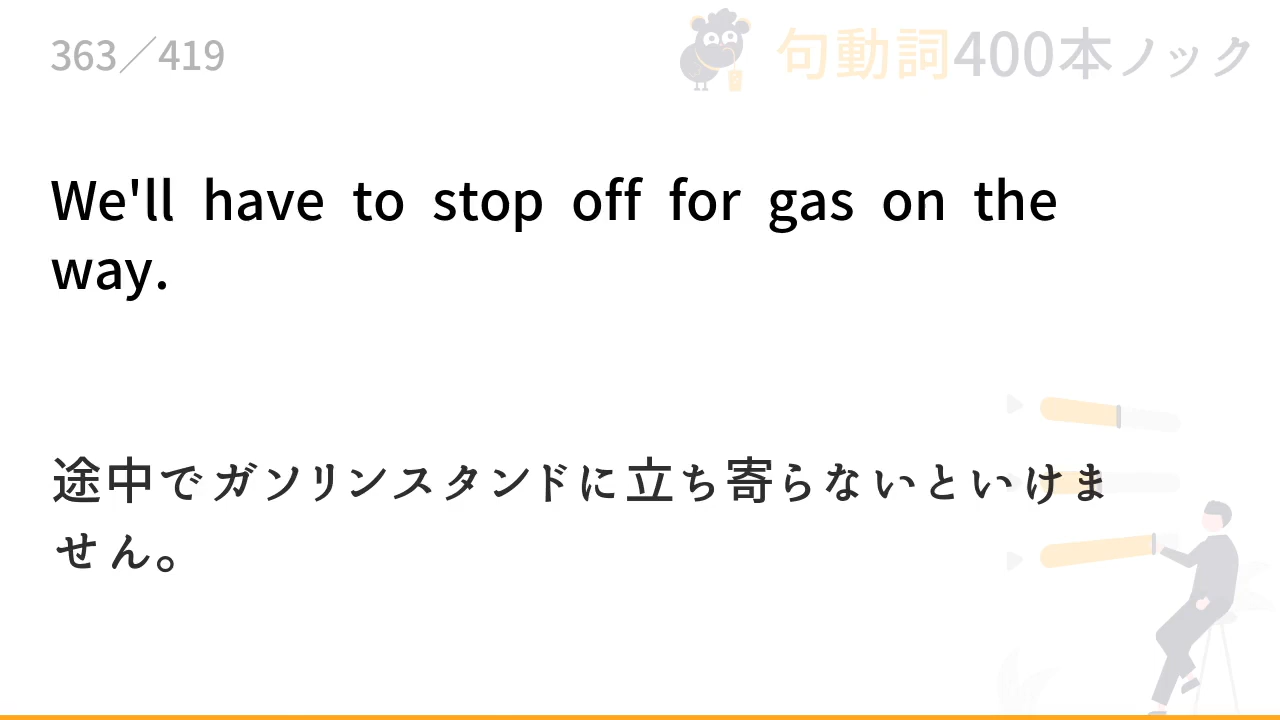 363／419
句動詞400本ノック
We'll have to stop off for gas on the
way.
途中でガソリンスタンドに立ち寄らないといけま
せん。